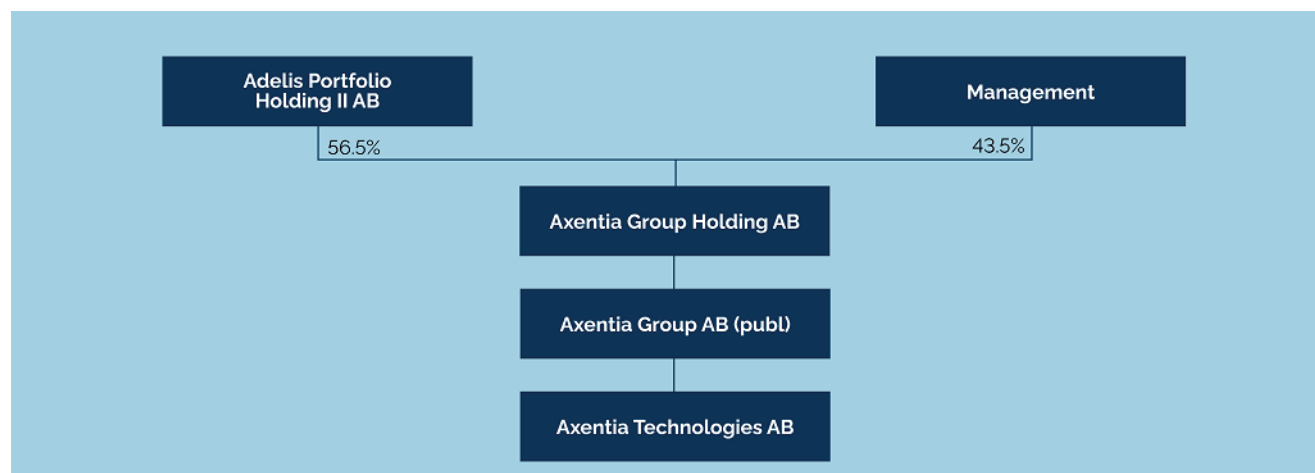 Adelis Portfolio
Holding II AB
Management
56.5%
43.5%
Axentia Group Holding AB
Axentia Group AB (publ)
Axentia Technologies AB